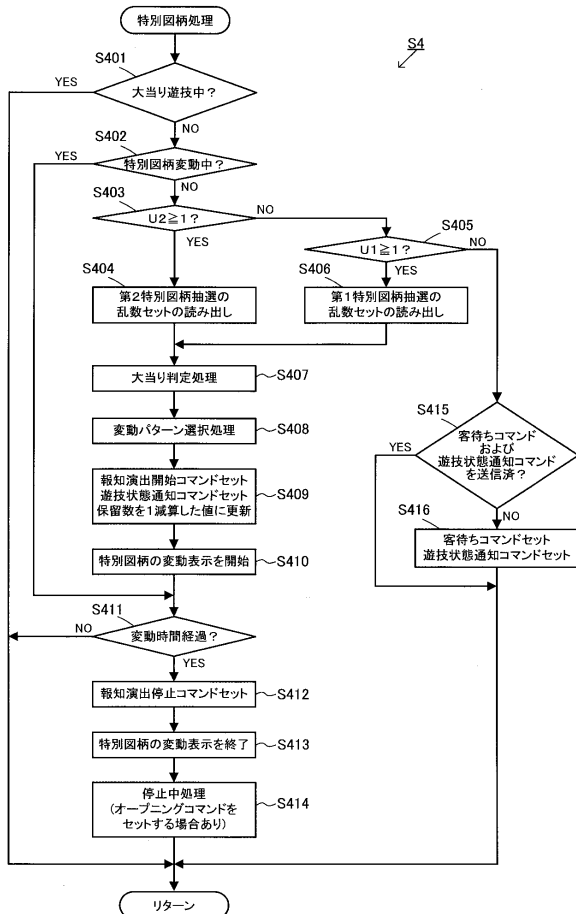 特別図柄処理
S4
S401
YES
大当り遊技中？
NO
S402
YES
特別図柄変動中？
NO
S403
U2≧1？
NO
YES
S405
U1≧1？
NO
YES
S404
第2特別図柄抽選の
乱数セットの読み出し
S406
第1特別図柄抽選の
乱数セットの読み出し
大当り判定処理
S407
変動パターン選択処理
S408
報知演出開始コマンドセット
遊技状態通知コマンドセット
保留数を1減算した値に更新
S409
特別図柄の変動表示を開始
S410
S415
YES
客待ちコマンド
および
遊技状態通知コマンド
を送信済？
NO
S416
客待ちコマンドセット
遊技状態通知コマンドセット
S411
NO
変動時間経過？
YES
報知演出停止コマンドセット
S412
特別図柄の変動表示を終了
S413
停止中処理
(オープニングコマンドを
セットする場合あり)
S414
リターン